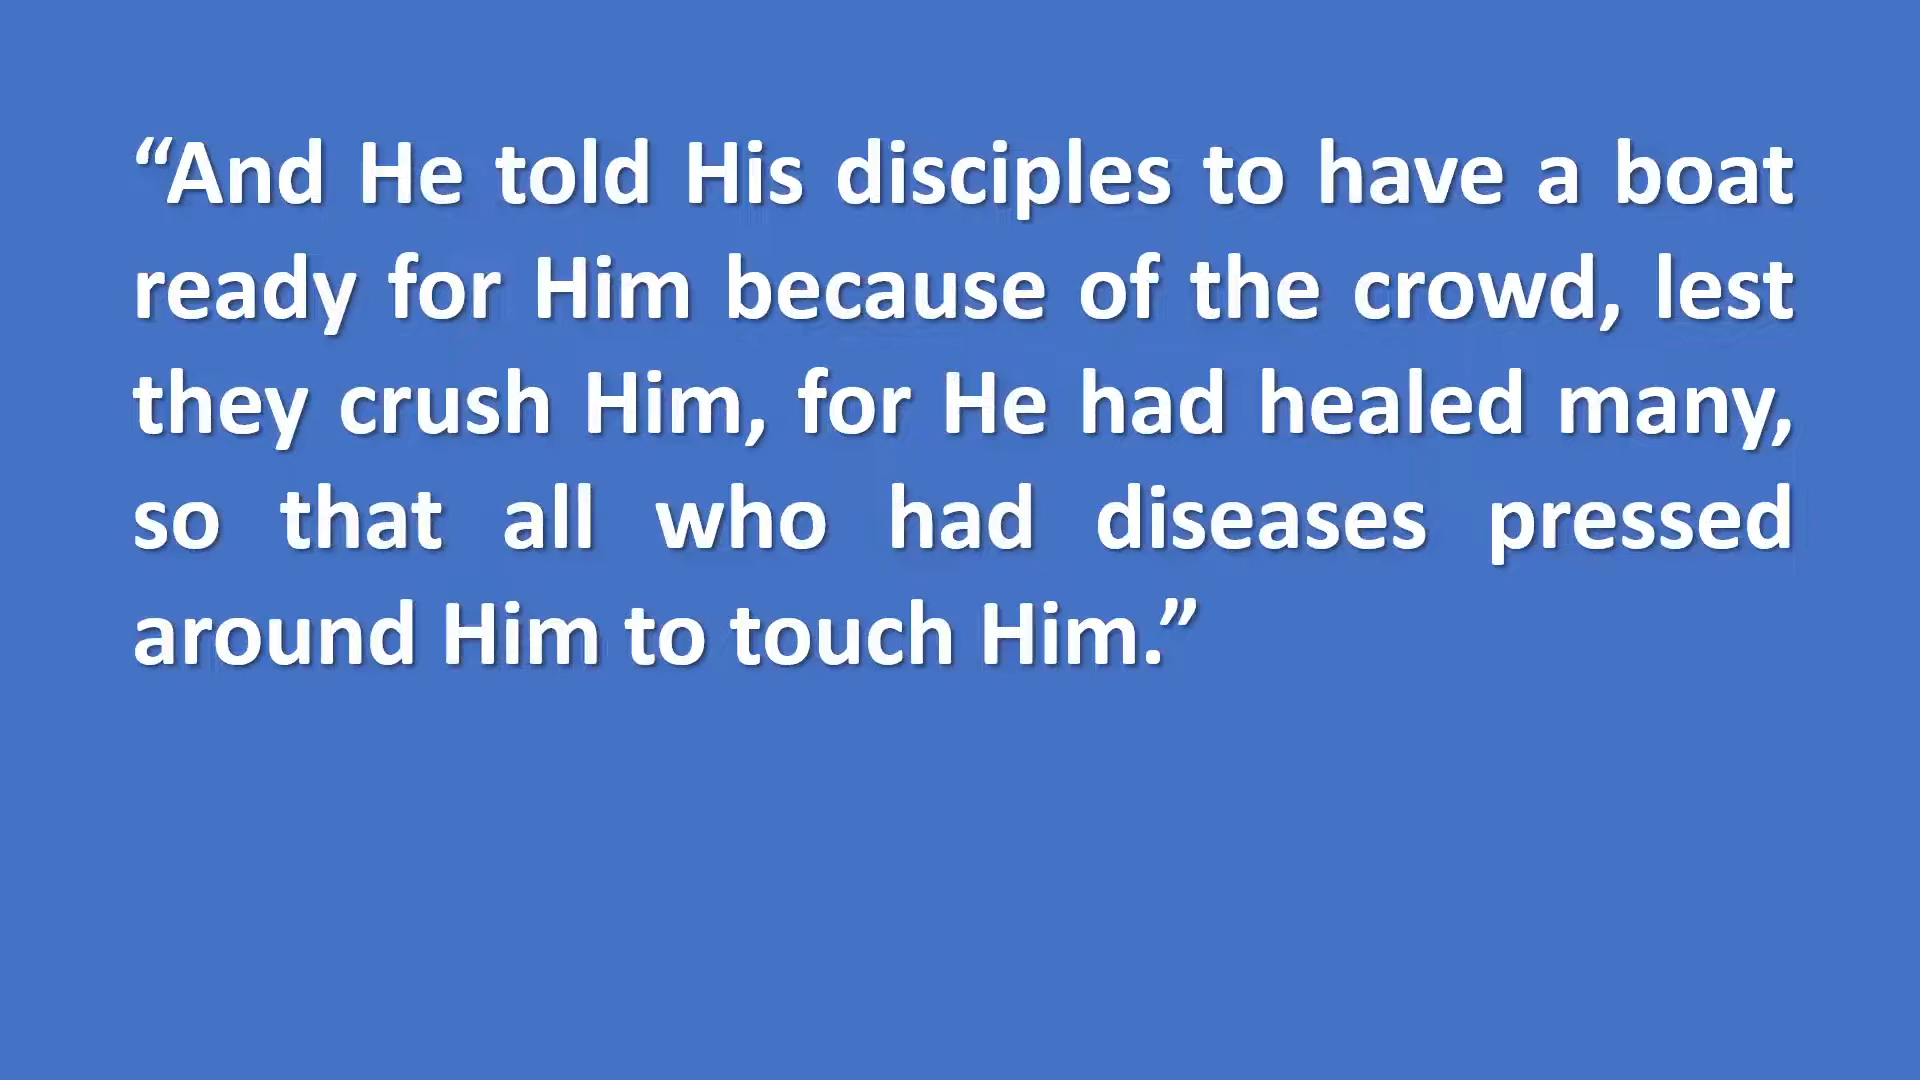 “And He told His disciples to have a boat
ready for Him because of the crowd, lest
they crush Him, for He had healed many,
so that all who had diseases pressed
around Him to touch Him.”